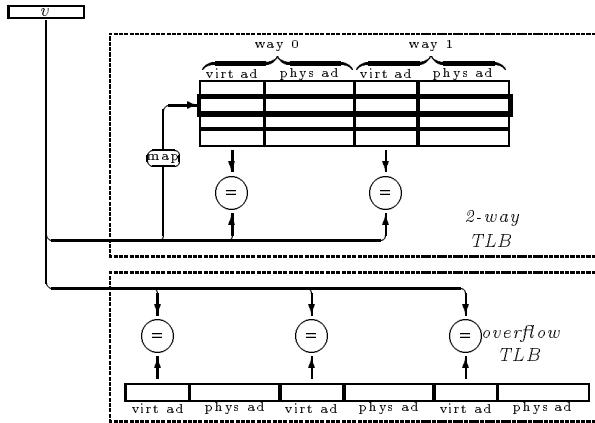 v
way 0 way 1
virt ad phys ad virt ad phys ad
map
= =
2-way
TLB
= = =
overflow
TLB
virt ad phys ad virt ad phys ad virt ad phys ad